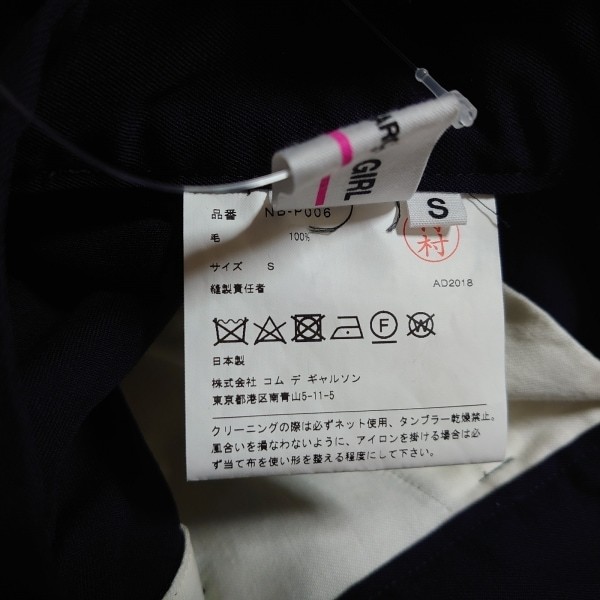 GIRL
S
品番 NB-P006
毛 100%
村
サイズ S
縫製責任者 AD2018
F
W
日本製
株式会社 コム デ ギャルソン
東京都港区南青山5-11-5
クリーニングの際は必ずネット使用、タンブラー乾燥禁止。
風合いを損なわないように、アイロンを掛ける場合は必
ず当て布を使い形を整える程度にして下さい。